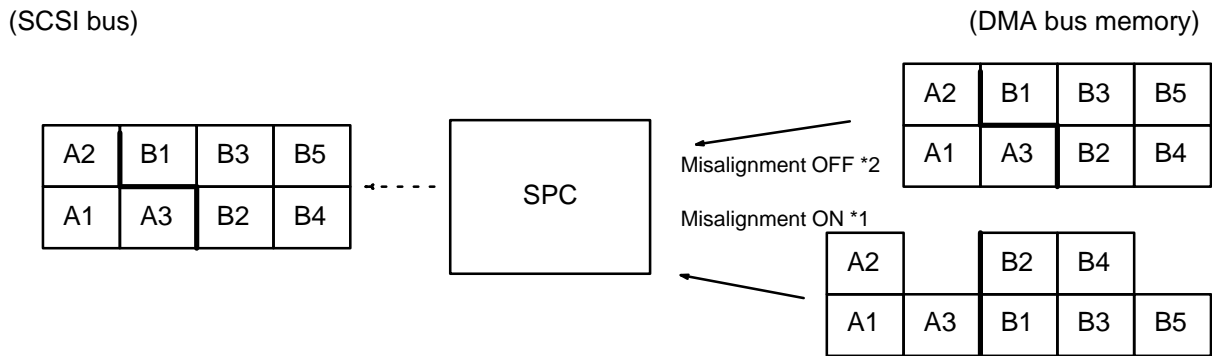 (SCSI bus)
(DMA bus memory)
A2 B1 B3 B5
A1 A3 B2 B4
SPC
Misalignment OFF *2
Misalignment ON *1
A2 B1 B3 B5
A1 A3 B2 B4
A2 B2 B4
A1 A3 B1 B3 B5